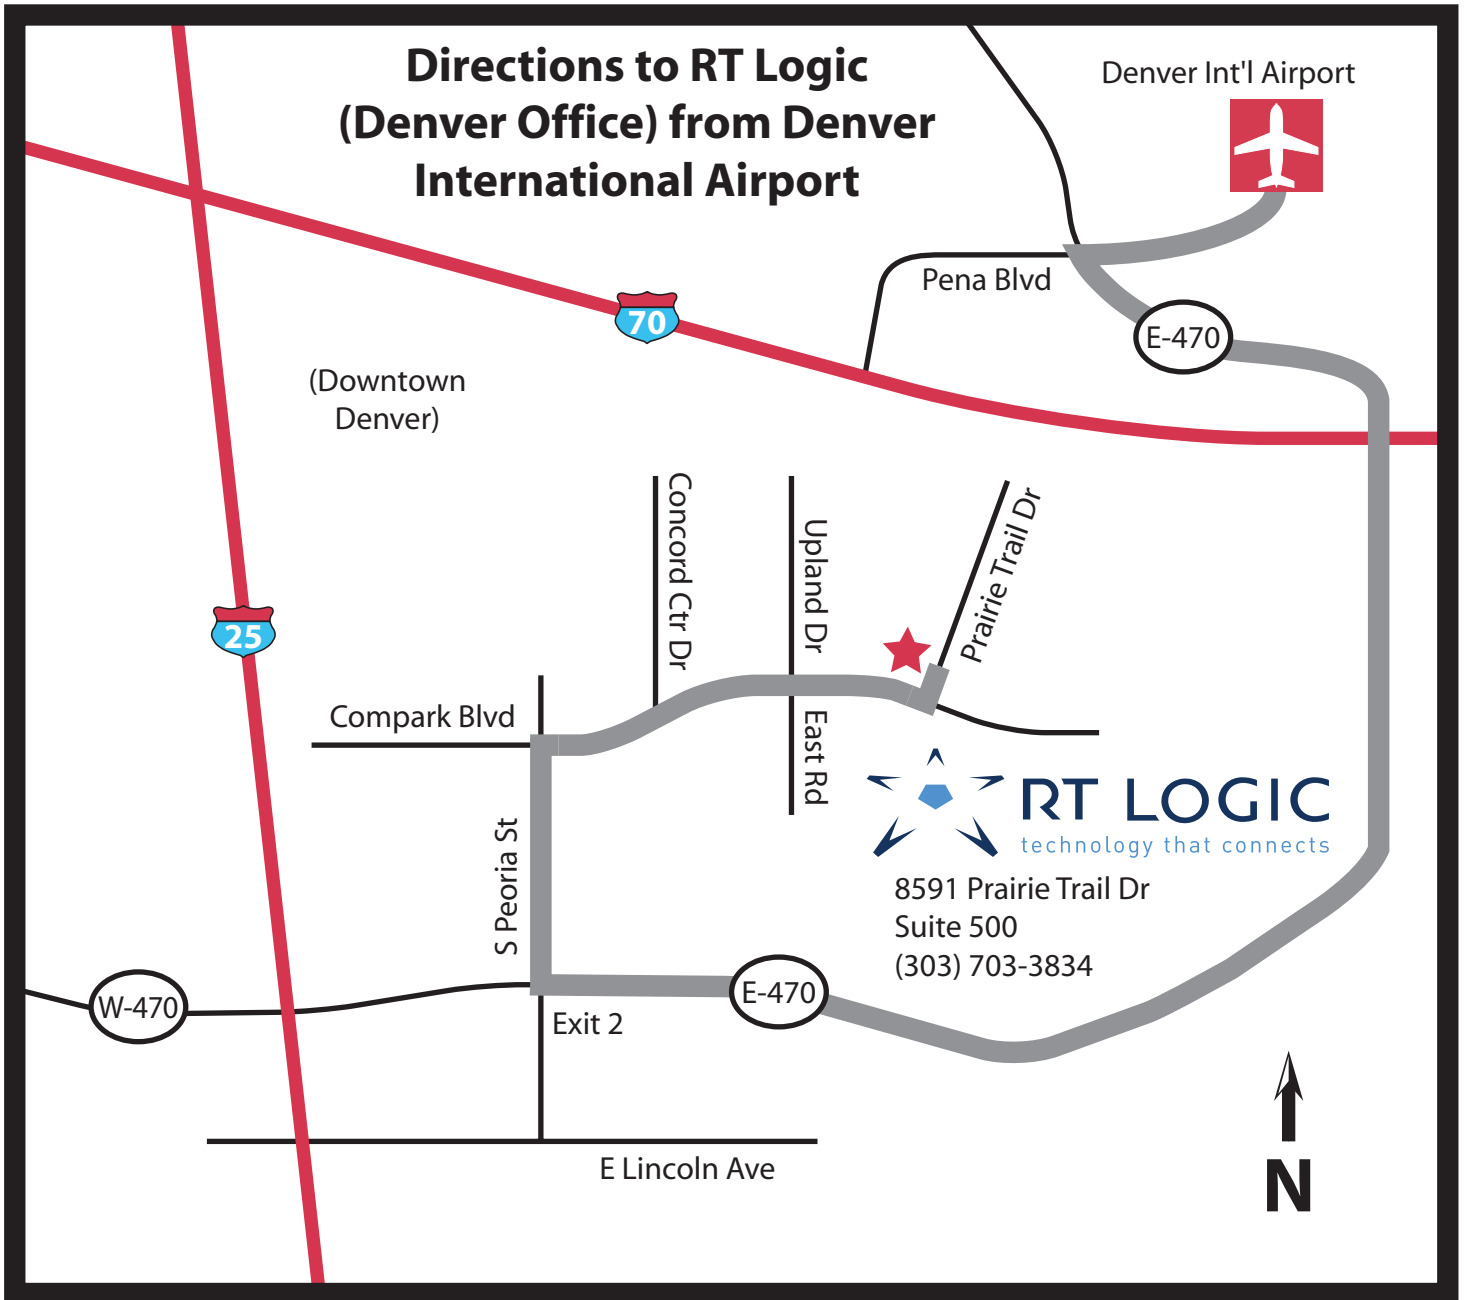 Directions to RT Logic
(Denver Office) from Denver
International Airport
Denver Int'l Airport
Pena Blvd
E-470
70
(Downtown
Denver)
Concord Ctr Dr
Upland Dr
Prairie Trail Dr
25
Compark Blvd
East Rd
RT LOGIC
technology that connects
S Peoria St
8591 Prairie Trail Dr
Suite 500
(303) 703-3834
W-470
E-470
Exit 2
E Lincoln Ave
N